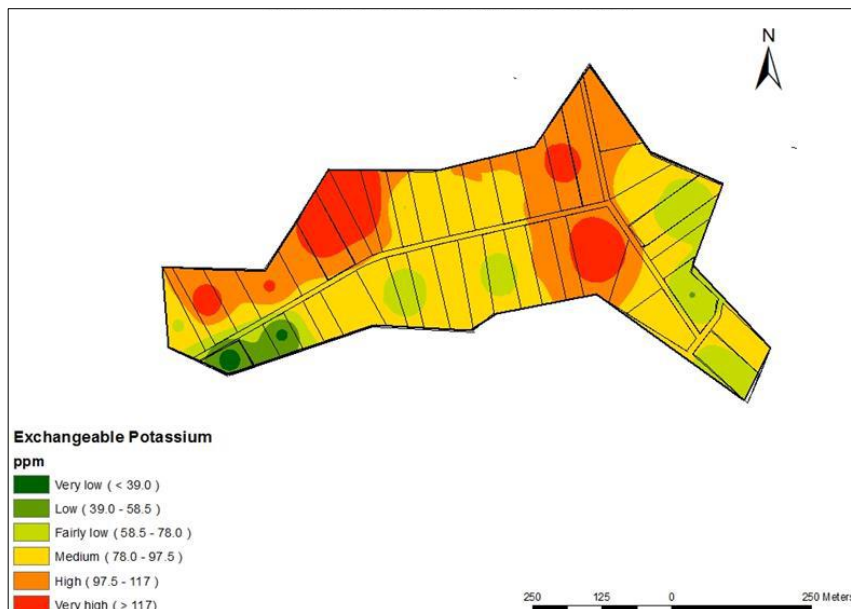 N
Exchangeable Potassium
ppm
Very low ( < 39.0 )
Low ( 39.0 - 58.5 )
Fairly low ( 58.5 - 78.0 )
Medium ( 78.0 - 97.5 )
High ( 97.5 - 117 )
Very high ( > 117)
250 125 0 250 Meters